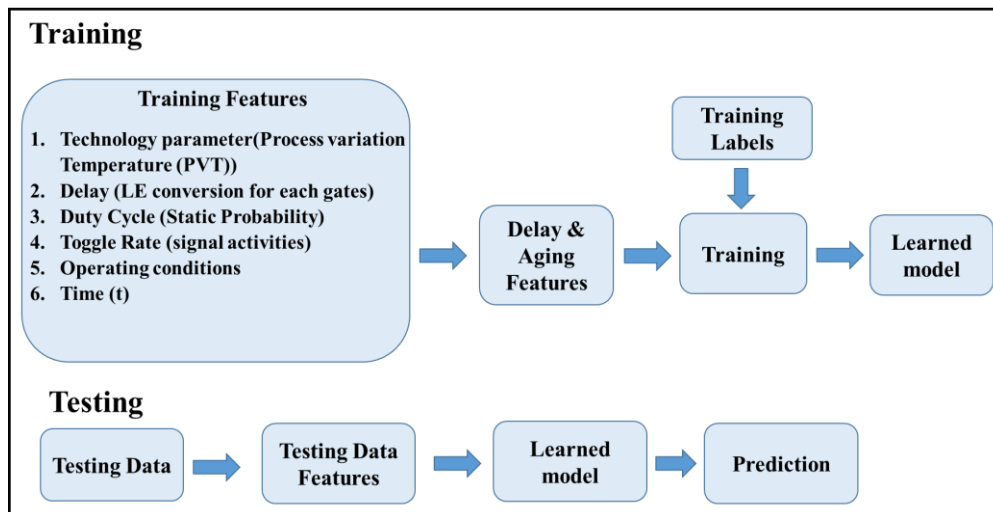 Training
Training Features
1. Technology parameter(Process variation
Temperature (PVT))
2. Delay (LE conversion for each gates)
3. Duty Cycle (Static Probability)
4. Toggle Rate (signal activities)
5. Operating conditions
6. Time (t)
Delay &
Aging
Features
Training
Labels
Training
Learned
model
Testing
Testing Data
Testing Data
Features
Learned
model
Prediction